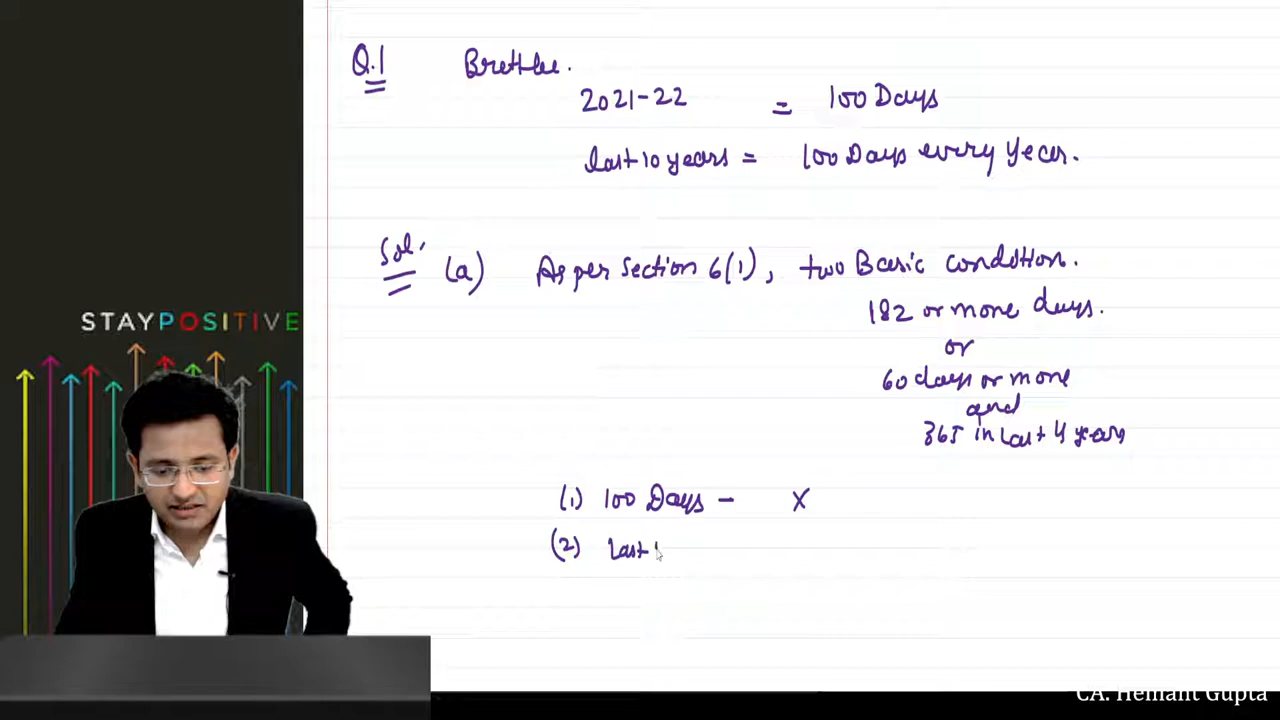 Q.1 Brett Lee.
2021-22 = 100 Days
last 10 years = 100 Days every year.
Sol. (a) As per section 6(1), two Basic condition.
182 or more days.
or
STAYPOSITIVE
60 days or more
and
365 in last 4 years
(1) 100 Days - X
(2) last
CA. Hemant Gupta